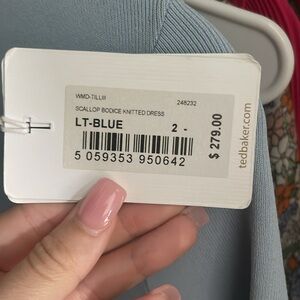 WMD-TILLIII 248232
SCALLOP BODICE KNITTED DRESS
LT-BLUE 2 -
5 059353 950642
$ 279.00
tedbaker.com